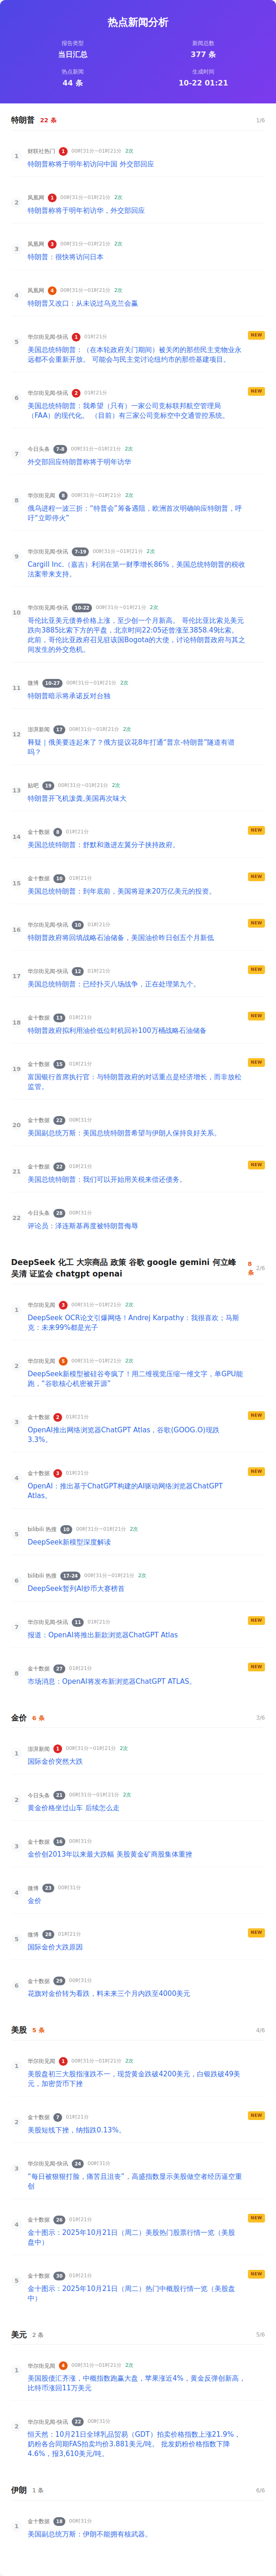 热点新闻分析
报告类型
新闻总数
当日汇总
377 条
热点新闻
生成时间
44 条
10-22 01:21
特朗普 22 条 1/6
1 财联社热门 1 00时31分~01时21分 2次
特朗普称将于明年初访问中国 外交部回应
2 凤凰网 1 00时31分~01时21分 2次
特朗普称将于明年初访华，外交部回应
3 凤凰网 3 00时31分~01时21分 2次
特朗普：很快将访问日本
4 凤凰网 4 00时31分~01时21分 2次
特朗普又改口：从未说过乌克兰会赢
5 华尔街见闻-快讯 1 01时21分 NEW
美国总统特朗普：（在本轮政府关门期间）被关闭的那些民主党物业永
远都不会重新开放。 可能会与民主党讨论纽约市的那些基建项目。
6 华尔街见闻-快讯 2 01时21分 NEW
美国总统特朗普：我希望（只有）一家公司竞标联邦航空管理局
（FAA）的现代化。（目前）有三家公司竞标空中交通管控系统。
7 今日头条 7-8 00时31分~01时21分 2次
外交部回应特朗普称将于明年访华
8 华尔街见闻 8 00时31分~01时21分 2次
俄乌进程一波三折：“特普会”筹备遇阻，欧洲首次明确响应特朗普，呼
吁“立即停火”
9 华尔街见闻-快讯 7-19 00时31分~01时21分 2次
Cargill Inc.（嘉吉）利润在第一财季增长86%，美国总统特朗普的税收
法案带来支持。
10 华尔街见闻-快讯 10-22 00时31分~01时21分 2次
哥伦比亚美元债券价格上涨，至少创一个月新高。 哥伦比亚比索兑美元
跌向3885比索下方的平盘，北京时间22:05还曾涨至3858.49比索。
此前，哥伦比亚政府召见驻该国Bogota的大使，讨论特朗普政府与其之
间发生的外交危机。
11 微博 10-27 00时31分~01时21分 2次
特朗普暗示将承诺反对台独
12 澎湃新闻 17 00时31分~01时21分 2次
释疑｜俄美要连起来了？俄方提议花8年打通“普京-特朗普”隧道有谱
吗？
13 贴吧 19 00时31分~01时21分 2次
特朗普开飞机泼粪,美国再次味大
14 金十数据 8 01时21分 NEW
美国总统特朗普：舒默和激进左翼分子挟持政府。
15 金十数据 10 01时21分 NEW
美国总统特朗普：到年底前，美国将迎来20万亿美元的投资。
16 华尔街见闻-快讯 10 01时21分 NEW
特朗普政府将回填战略石油储备，美国油价昨日创五个月新低
17 华尔街见闻-快讯 12 01时21分 NEW
美国总统特朗普：已经扑灭八场战争，正在处理第九个。
18 金十数据 13 01时21分 NEW
特朗普政府拟利用油价低位时机回补100万桶战略石油储备
19 金十数据 15 01时21分 NEW
富国银行首席执行官：与特朗普政府的对话重点是经济增长，而非放松
监管。
20 金十数据 22 00时31分
美国副总统万斯：美国总统特朗普希望与伊朗人保持良好关系。
21 金十数据 22 01时21分 NEW
美国总统特朗普：我们可以开始用关税来偿还债务。
22 今日头条 28 00时31分
评论员：泽连斯基再度被特朗普侮辱
DeepSeek 化工 大宗商品 政策 谷歌 google gemini 何立峰 8 2/6
吴清 证监会 chatgpt openai 条
1 华尔街见闻 3 00时31分~01时21分 2次
DeepSeek OCR论文引爆网络！Andrej Karpathy：我很喜欢；马斯
克：未来99%都是光子
2 华尔街见闻 5 00时31分~01时21分 2次
DeepSeek新模型被硅谷夸疯了！用二维视觉压缩一维文字，单GPU能
跑，“谷歌核心机密被开源”
3 金十数据 2 01时21分 NEW
OpenAI推出网络浏览器ChatGPT Atlas，谷歌(GOOG.O)现跌
3.3%。
4 金十数据 3 01时21分 NEW
OpenAI：推出基于ChatGPT构建的AI驱动网络浏览器ChatGPT
Atlas。
5 bilibili 热搜 10 00时31分~01时21分 2次
DeepSeek新模型深度解读
6 bilibili 热搜 17-24 00时31分~01时21分 2次
DeepSeek暂列AI炒币大赛榜首
7 华尔街见闻-快讯 11 01时21分 NEW
报道：OpenAI将推出新款浏览器ChatGPT Atlas
8 金十数据 27 01时21分 NEW
市场消息：OpenAI将发布新浏览器ChatGPT ATLAS。
金价 6 条 3/6
1 澎湃新闻 1 00时31分~01时21分 2次
国际金价突然大跌
2 今日头条 21 00时31分~01时21分 2次
黄金价格坐过山车 后续怎么走
3 金十数据 16 00时31分
金价创2013年以来最大跌幅 美股黄金矿商股集体重挫
4 微博 23 00时31分
金价
5 微博 28 01时21分 NEW
国际金价大跌原因
6 金十数据 29 00时31分
花旗对金价转为看跌，料未来三个月内跌至4000美元
美股 5 条 4/6
1 华尔街见闻 1 00时31分~01时21分 2次
美股盘初三大股指涨跌不一，现货黄金跌破4200美元，白银跌破49美
元，加密货币下挫
2 金十数据 7 01时21分 NEW
美股短线下挫，纳指跌0.13%。
3 华尔街见闻-快讯 24 00时31分
“每日被狠狠打脸，痛苦且沮丧”，高盛指数显示美股做空者经历逼空重
创
4 金十数据 26 01时21分 NEW
金十图示：2025年10月21日（周二）美股热门股票行情一览（美股
盘中）
5 金十数据 30 01时21分 NEW
金十图示：2025年10月21日（周二）热门中概股行情一览（美股盘
中）
美元 2 条 5/6
1 华尔街见闻 4 00时31分~01时21分 2次
美国股债汇齐涨，中概指数跑赢大盘，苹果涨近4%，黄金反弹创新高，
比特币涨回11万美元
2 华尔街见闻-快讯 22 00时31分
恒天然：10月21日全球乳品贸易（GDT）拍卖价格指数上涨21.9%，
奶粉各合同期FAS拍卖均价3,881美元/吨。 批发奶粉价格指数下降
4.6%，报3,610美元/吨。
伊朗 1 条 6/6
1 金十数据 18 00时31分
美国副总统万斯：伊朗不能拥有核武器。